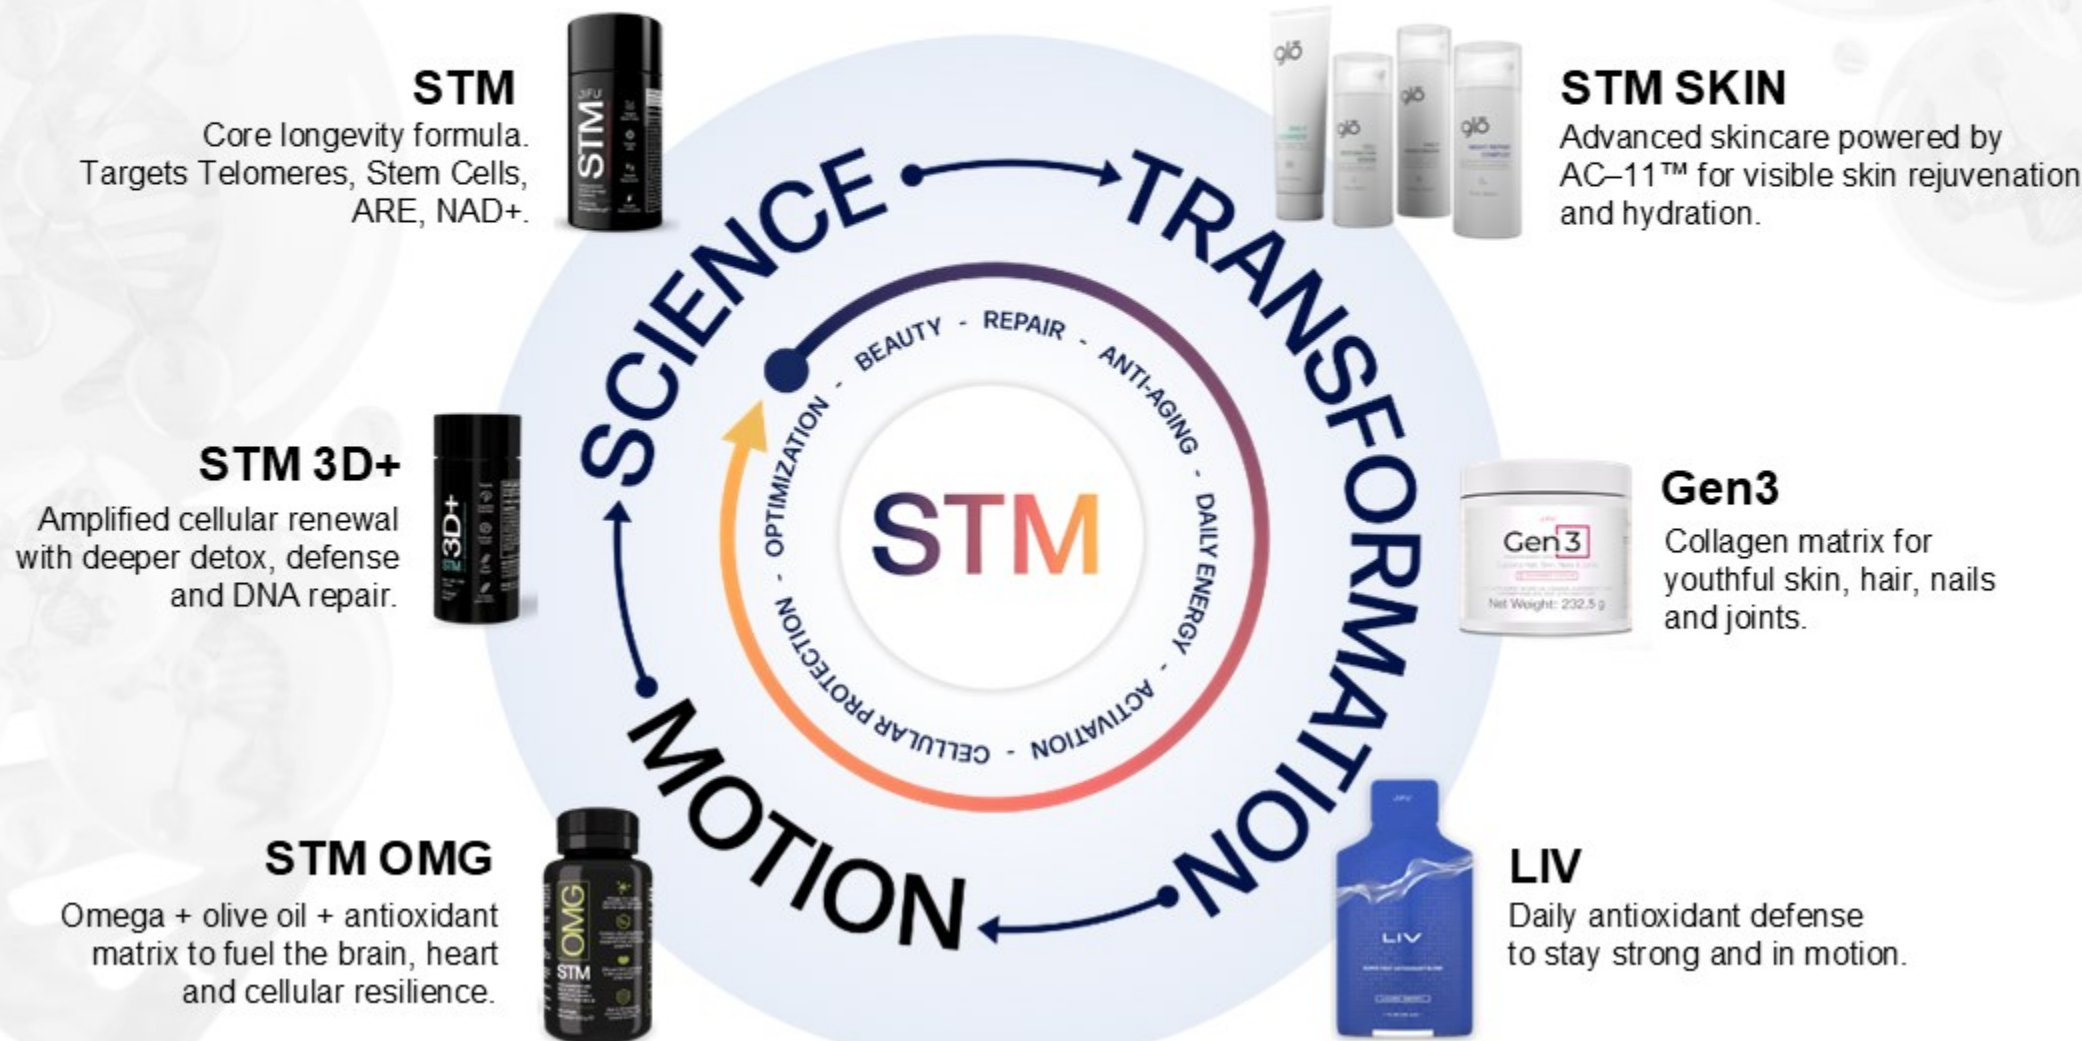 STM
Core longevity formula.
Targets Telomeres, Stem Cells,
ARE, NAD+.
JIFU
STM
STM 3D+
Amplified cellular renewal
with deeper detox, defense
and DNA repair.
STM 3D+
STM OMG
Omega + olive oil + antioxidant
matrix to fuel the brain, heart
and cellular resilience.
OMG
STM
SCIENCE
TRANSFORMATION
MOTION
BEAUTY - REPAIR - ANTI-AGING - DAILY ENERGY - ACTIVATION - CELLULAR PROTECTION - OPTIMIZATION -
STM
glō
glō
glō
glō
NIGHT REPAIR
COMPLEX
STM SKIN
Advanced skincare powered by
AC–11™ for visible skin rejuvenation
and hydration.
Gen3
Net Weight: 232.5 g
Gen3
Collagen matrix for
youthful skin, hair, nails
and joints.
JIFU
LIV
LIV
Daily antioxidant defense
to stay strong and in motion.